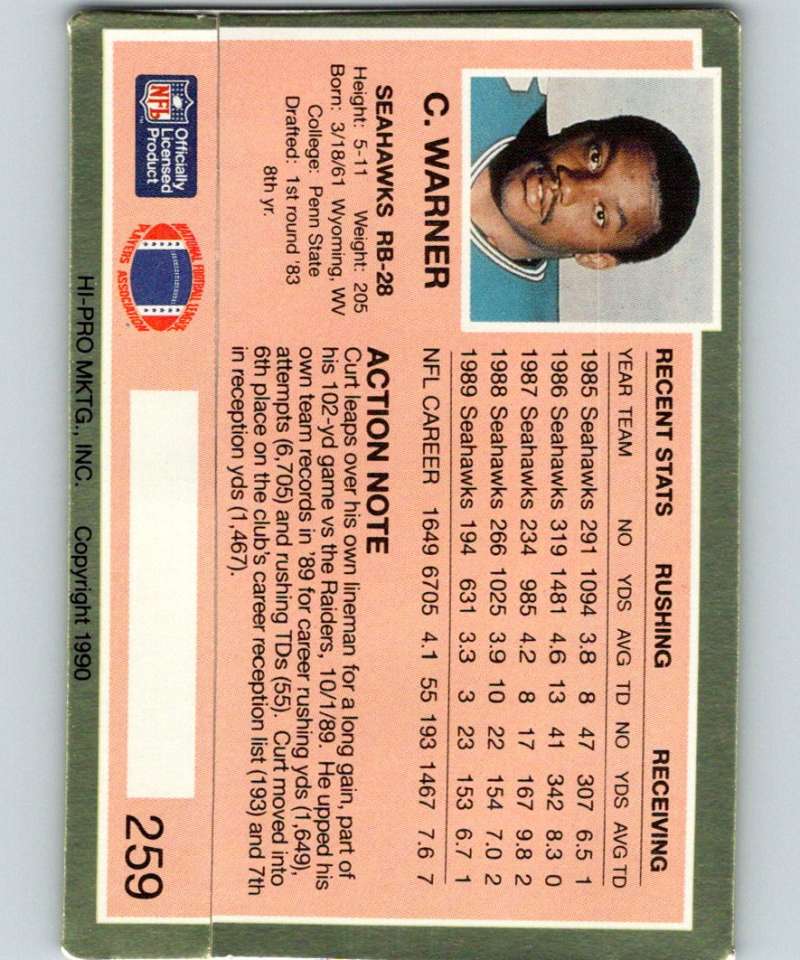 C. WARNER
SEAHAWKS RB-28
Height: 5-11 Weight: 205
Born: 3/18/61 Wyoming, WV
College: Penn State
Drafted: 1st round '83
8th yr.
RECENT STATS RUSHING RECEIVING
YEAR TEAM NO YDS AVG TD NO YDS AVG TD
1985 Seahawks 291 1094 3.8 8 47 307 6.5 1
1986 Seahawks 319 1481 4.6 13 41 342 8.3 0
1987 Seahawks 234 985 4.2 8 17 167 9.8 2
1988 Seahawks 266 1025 3.9 10 22 154 7.0 2
1989 Seahawks 194 631 3.3 3 23 153 6.7 1
NFL CAREER 1649 6705 4.1 55 193 1467 7.6 7
ACTION NOTE
Curt leaps over his own lineman for a long gain, part of
his 102-yd game vs the Raiders, 10/1/89. He upped his
own team records in '89 for career rushing yds (1,649),
attempts (6,705) and rushing TDs (55). Curt moved into
6th place on the club's career reception list (193) and 7th
in reception yds (1,467).
NFL
Officially
Licensed
Product
NATIONAL FOOTBALL LEAGUE
PLAYERS ASSOCIATION
259
HI-PRO MKTG., INC. Copyright 1990